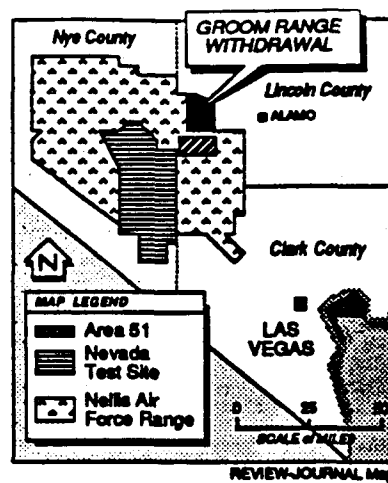 Nye County
GROOM RANGE
WITHDRAWAL
Lincoln County
ALAMO
Clark County
N
MAP LEGEND
Area 51
Nevada
Test Site
Nellis Air
Force Range
LAS
VEGAS
0 25
SCALE of MILES
REVIEW-JOURNAL